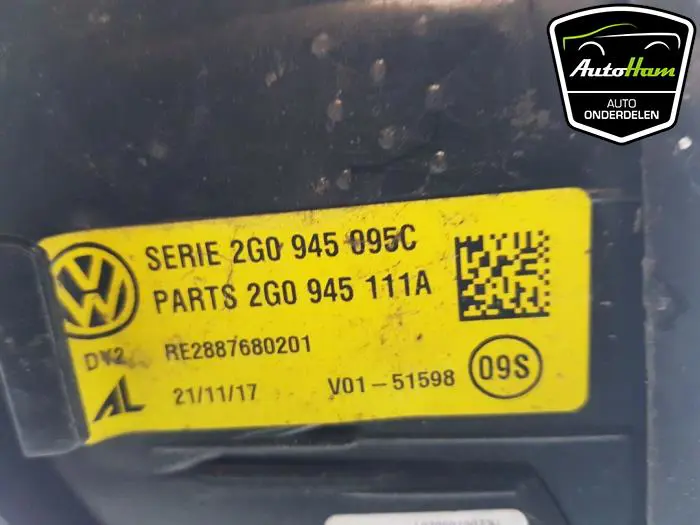 AutoHam
AUTO
ONDERDELEN
SERIE 2G0 945 095C
PARTS 2G0 945 111A
RE2887680201
21/11/17 V01-51598
09S
AL